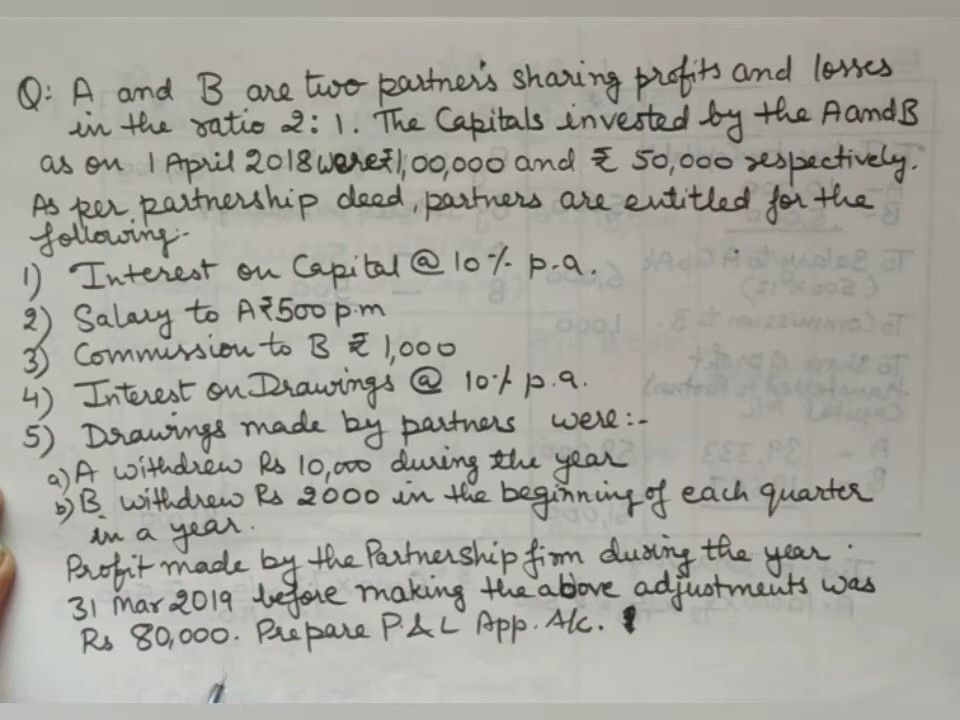 Q: A and B are two partner's sharing profits and losses
in the ratio 2:1. The Capitals invested by the A and B
as on 1 April 2018 were ₹1,00,000 and ₹ 50,000 respectively.
As per partnership deed, partners are entitled for the
following:-
1) Interest on Capital @ 10% p.a.
2) Salary to A ₹500 p.m
3) Commission to B ₹ 1,000
4) Interest on Drawings @ 10% p.a.
5) Drawings made by partners were:-
a) A withdrew Rs 10,000 during the year
b) B withdrew Rs 2000 in the beginning of each quarter
in a year.
Profit made by the Partnership firm during the year
31 Mar 2019 before making the above adjustments was
Rs 80,000. Prepare P & L App. A/c.